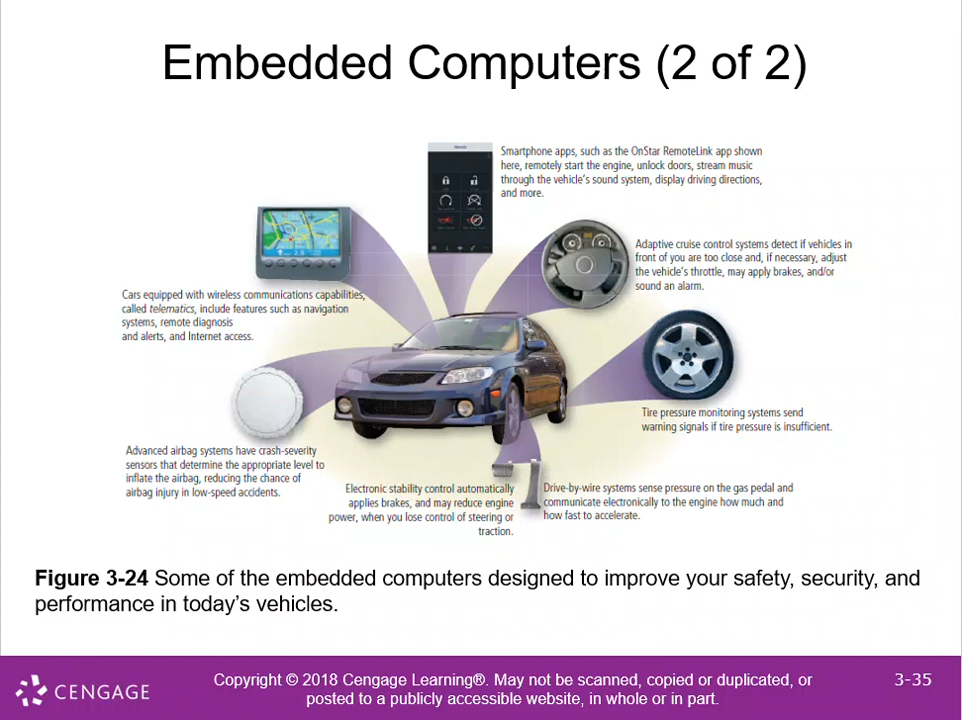 Embedded Computers (2 of 2)
Smartphone apps, such as the OnStar RemoteLink app shown
here, remotely start the engine, unlock doors, stream music
through the vehicle's sound system, display driving directions,
and more.
Adaptive cruise control systems detect if vehicles in
front of you are too close and, if necessary, adjust
the vehicle's throttle, may apply brakes, and/or
sound an alarm.
Cars equipped with wireless communications capabilities,
called telematics, include features such as navigation
systems, remote diagnosis
and alerts, and Internet access.
Tire pressure monitoring systems send
warning signals if tire pressure is insufficient.
Advanced airbag systems have crash-severity
sensors that determine the appropriate level to
inflate the airbag, reducing the chance of
airbag injury in low-speed accidents.
Electronic stability control automatically
applies brakes, and may reduce engine
power, when you lose control of steering or
traction.
Drive-by-wire systems sense pressure on the gas pedal and
communicate electronically to the engine how much and
how fast to accelerate.
Figure 3-24 Some of the embedded computers designed to improve your safety, security, and
performance in today's vehicles.
CENGAGE
Copyright © 2018 Cengage Learning®. May not be scanned, copied or duplicated, or
posted to a publicly accessible website, in whole or in part.
3-35